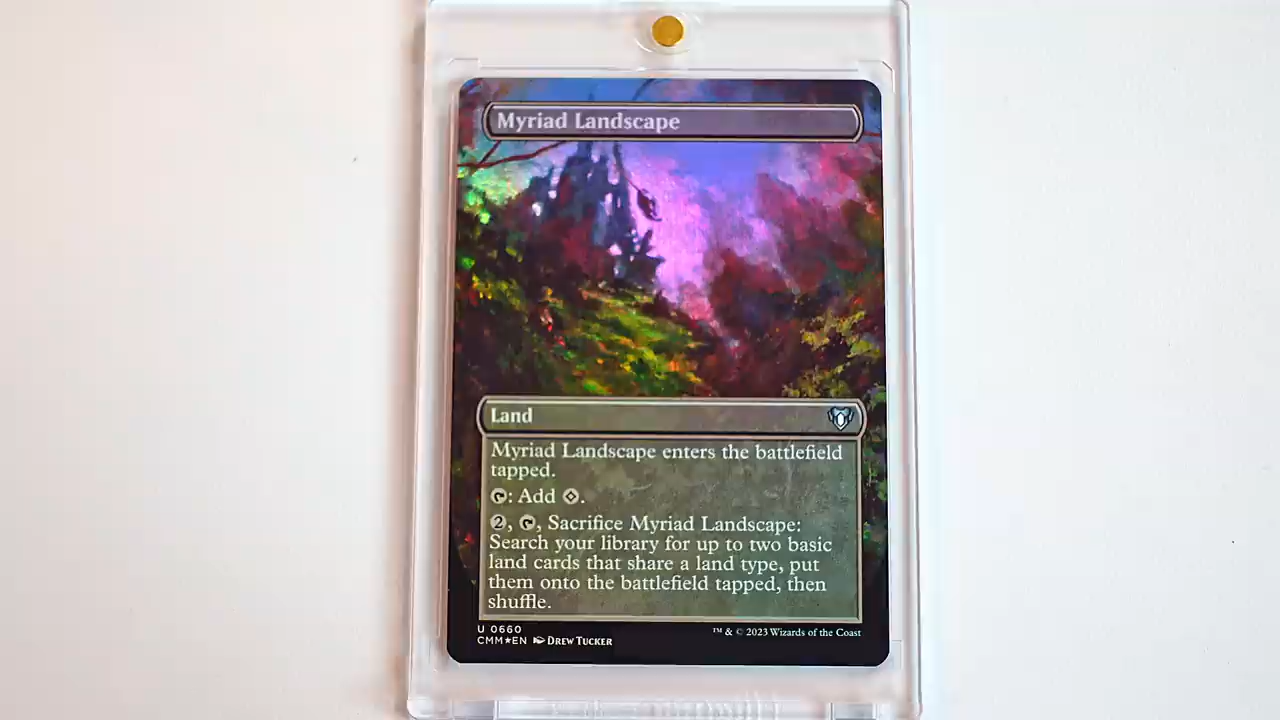 Myriad Landscape
Land
Myriad Landscape enters the battlefield
tapped.
: Add .
2, , Sacrifice Myriad Landscape:
Search your library for up to two basic
land cards that share a land type, put
them onto the battlefield tapped, then
shuffle.
U 0660
CMM★EN DREW TUCKER
™ & © 2023 Wizards of the Coast